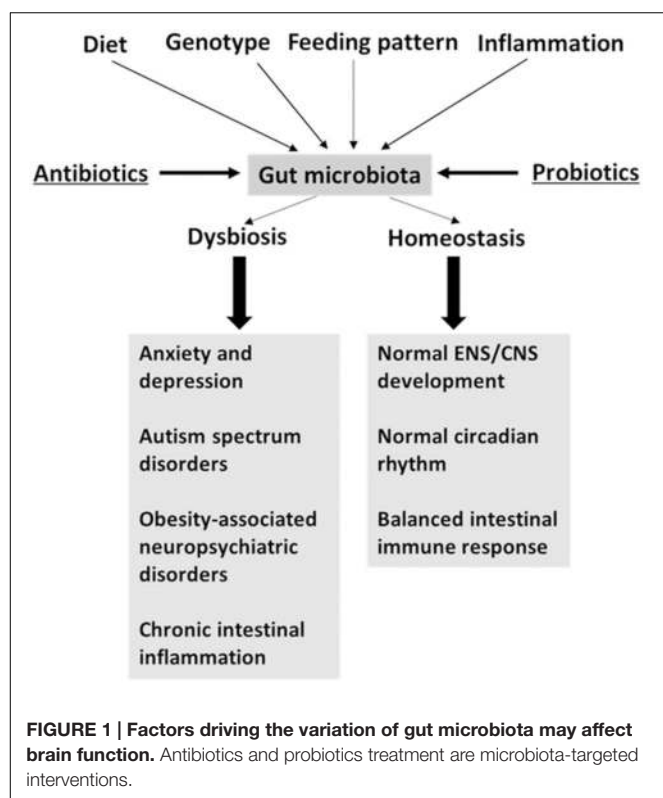 Diet Genotype Feeding pattern Inflammation
Antibiotics Gut microbiota Probiotics
Dysbiosis Homeostasis
Anxiety and
depression
Autism spectrum
disorders
Obesity-associated
neuropsychiatric
disorders
Chronic intestinal
inflammation
Normal ENS/CNS
development
Normal circadian
rhythm
Balanced intestinal
immune response
FIGURE 1 | Factors driving the variation of gut microbiota may affect
brain function. Antibiotics and probiotics treatment are microbiota-targeted
interventions.